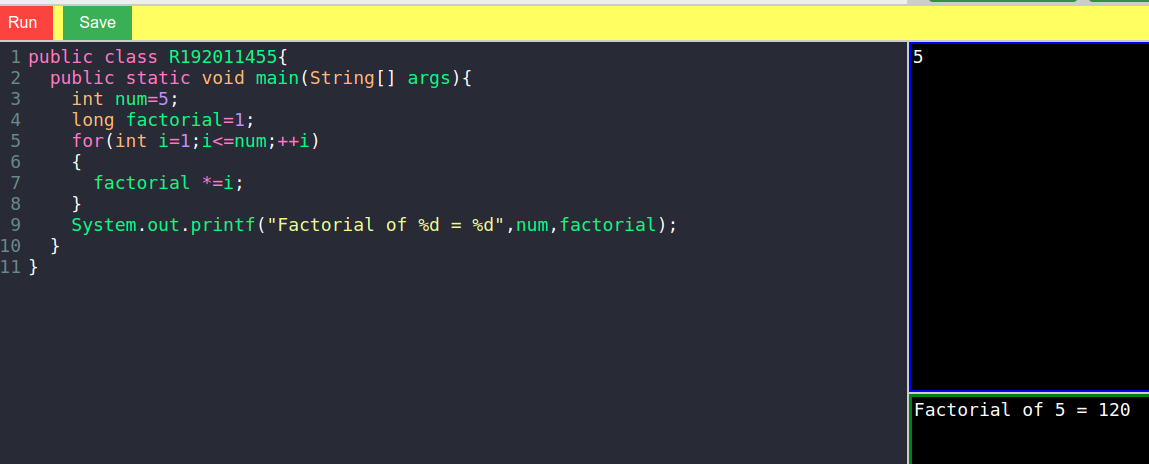 Run Save
1 public class R192011455{
2   public static void main(String[] args){
3     int num=5;
4     long factorial=1;
5     for(int i=1;i<=num;++i)
6     {
7       factorial *=i;
8     }
9     System.out.printf("Factorial of %d = %d",num,factorial);
10   }
11 }
5
Factorial of 5 = 120